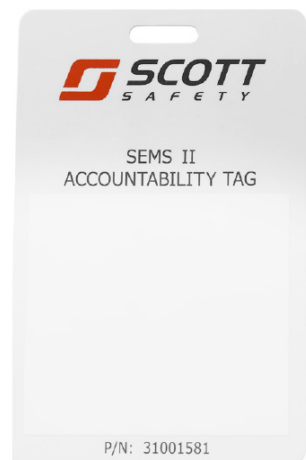 SCOTT
SAFETY
SEMS II
ACCOUNTABILITY TAG
P/N: 31001581